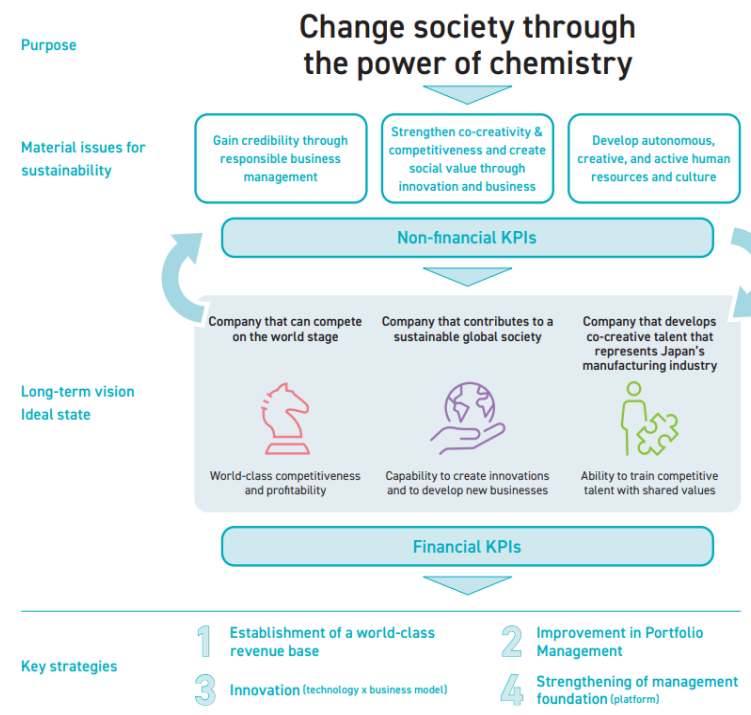 Purpose
Change society through
the power of chemistry
Material issues for
sustainability
Gain credibility through
responsible business
management
Strengthen co-creativity &
competitiveness and create
social value through
innovation and business
Develop autonomous,
creative, and active human
resources and culture
Non-financial KPIs
Long-term vision
Ideal state
Company that can compete
on the world stage
World-class competitiveness
and profitability
Company that contributes to a
sustainable global society
Capability to create innovations
and to develop new businesses
Company that develops
co-creative talent that
represents Japan's
manufacturing industry
Ability to train competitive
talent with shared values
Financial KPIs
Key strategies
1 Establishment of a world-class
revenue base
2 Improvement in Portfolio
Management
3 Innovation (technology x business model)
4 Strengthening of management
foundation (platform)